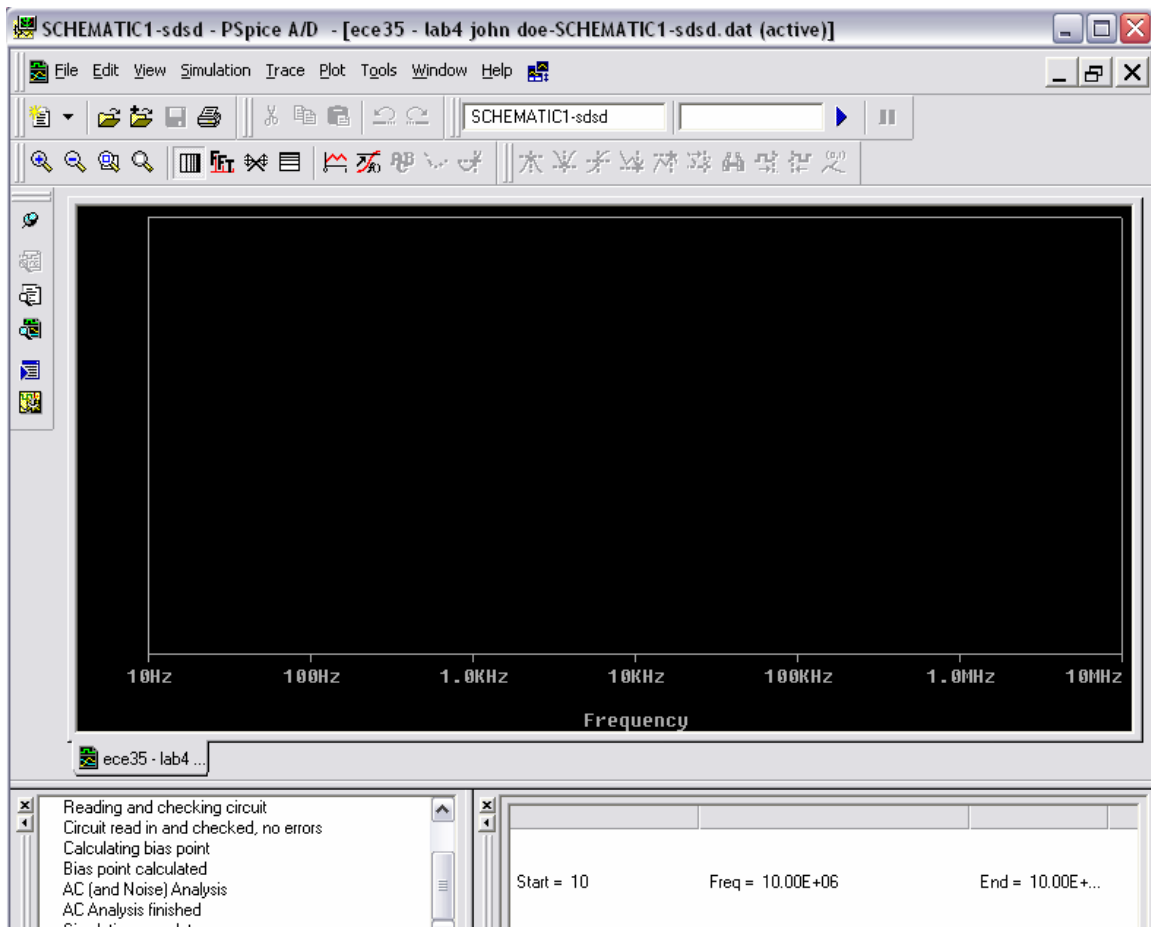 SCHEMATIC1-sdsd - PSpice A/D - [ece35 - lab4 john doe-SCHEMATIC1-sdsd.dat (active)]
File Edit View Simulation Trace Plot Tools Window Help
SCHEMATIC1-sdsd
FFT
10Hz 100Hz 1.0KHz 10KHz 100KHz 1.0MHz 10MHz
Frequency
ece35 - lab4 ...
Reading and checking circuit
Circuit read in and checked, no errors
Calculating bias point
Bias point calculated
AC (and Noise) Analysis
AC Analysis finished
Start = 10 Freq = 10.00E+06 End = 10.00E+...